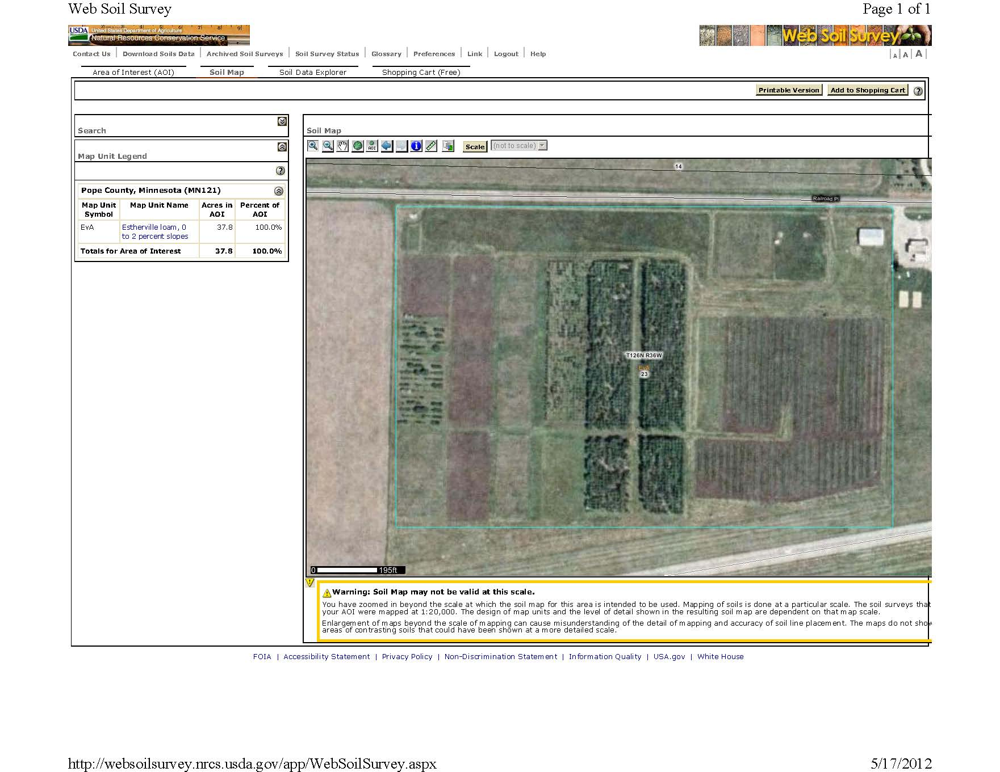 Web Soil Survey
Page 1 of 1
USDA United States Department of Agriculture
Natural Resources Conservation Service
Web Soil Survey
Contact Us | Download Soils Data | Archived Soil Surveys | Soil Survey Status | Glossary | Preferences | Link | Logout | Help
| A | A | A |
Area of Interest (AOI)
Soil Map
Soil Data Explorer
Shopping Cart (Free)
Printable Version
Add to Shopping Cart
?
Search
Map Unit Legend
?
Pope County, Minnesota (MN121)
Map Unit Symbol
Map Unit Name
Acres in AOI
Percent of AOI
EvA
Estherville loam, 0
to 2 percent slopes
37.8
100.0%
Totals for Area of Interest
37.8
100.0%
Soil Map
AOI
Scale
(not to scale)
14
Railroad Pl
T126N R36W
EvA
23
0
195ft
Warning: Soil Map may not be valid at this scale.
You have zoomed in beyond the scale at which the soil map for this area is intended to be used. Mapping of soils is done at a particular scale. The soil surveys that
your AOI were mapped at 1:20,000. The design of map units and the level of detail shown in the resulting soil map are dependent on that map scale.
Enlargement of maps beyond the scale of mapping can cause misunderstanding of the detail of mapping and accuracy of soil line placement. The maps do not show
areas of contrasting soils that could have been shown at a more detailed scale.
FOIA | Accessibility Statement | Privacy Policy | Non-Discrimination Statement | Information Quality | USA.gov | White House
http://websoilsurvey.nrcs.usda.gov/app/WebSoilSurvey.aspx
5/17/2012